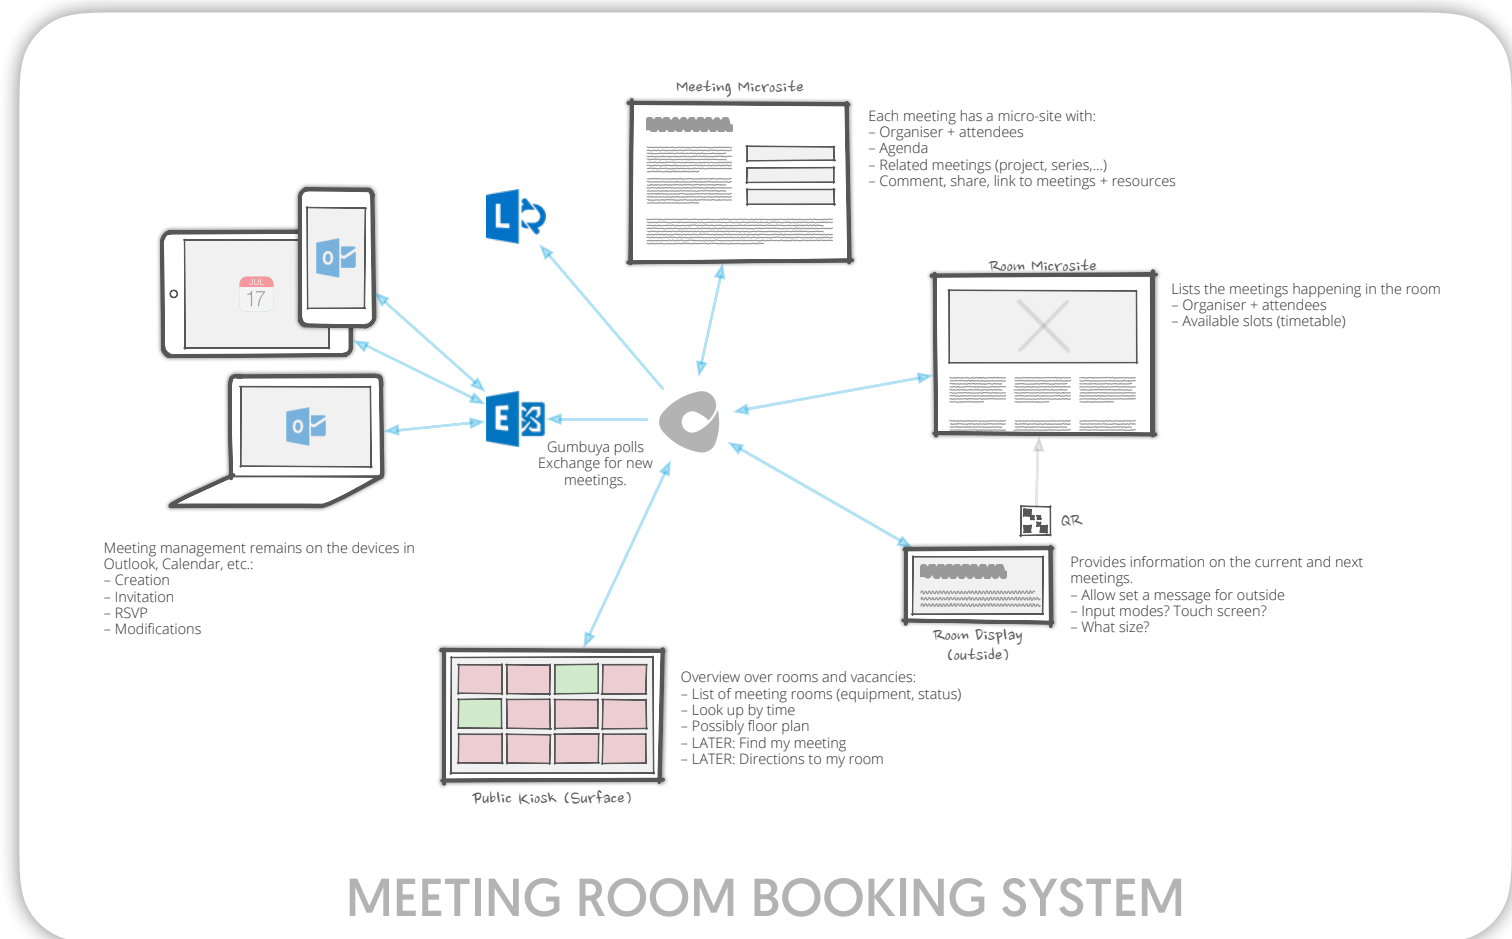 Meeting Microsite
Each meeting has a micro-site with:
– Organiser + attendees
– Agenda
– Related meetings (project, series,...)
– Comment, share, link to meetings + resources
L
O
JUL
17
Room Microsite
Lists the meetings happening in the room
– Organiser + attendees
– Available slots (timetable)
O
E
Gumbuya polls
Exchange for new
meetings.
QR
Meeting management remains on the devices in
Outlook, Calendar, etc.:
– Creation
– Invitation
– RSVP
– Modifications
Provides information on the current and next
meetings.
– Allow set a message for outside
– Input modes? Touch screen?
– What size?
Room Display
(outside)
Overview over rooms and vacancies:
– List of meeting rooms (equipment, status)
– Look up by time
– Possibly floor plan
– LATER: Find my meeting
– LATER: Directions to my room
Public Kiosk (Surface)
MEETING ROOM BOOKING SYSTEM